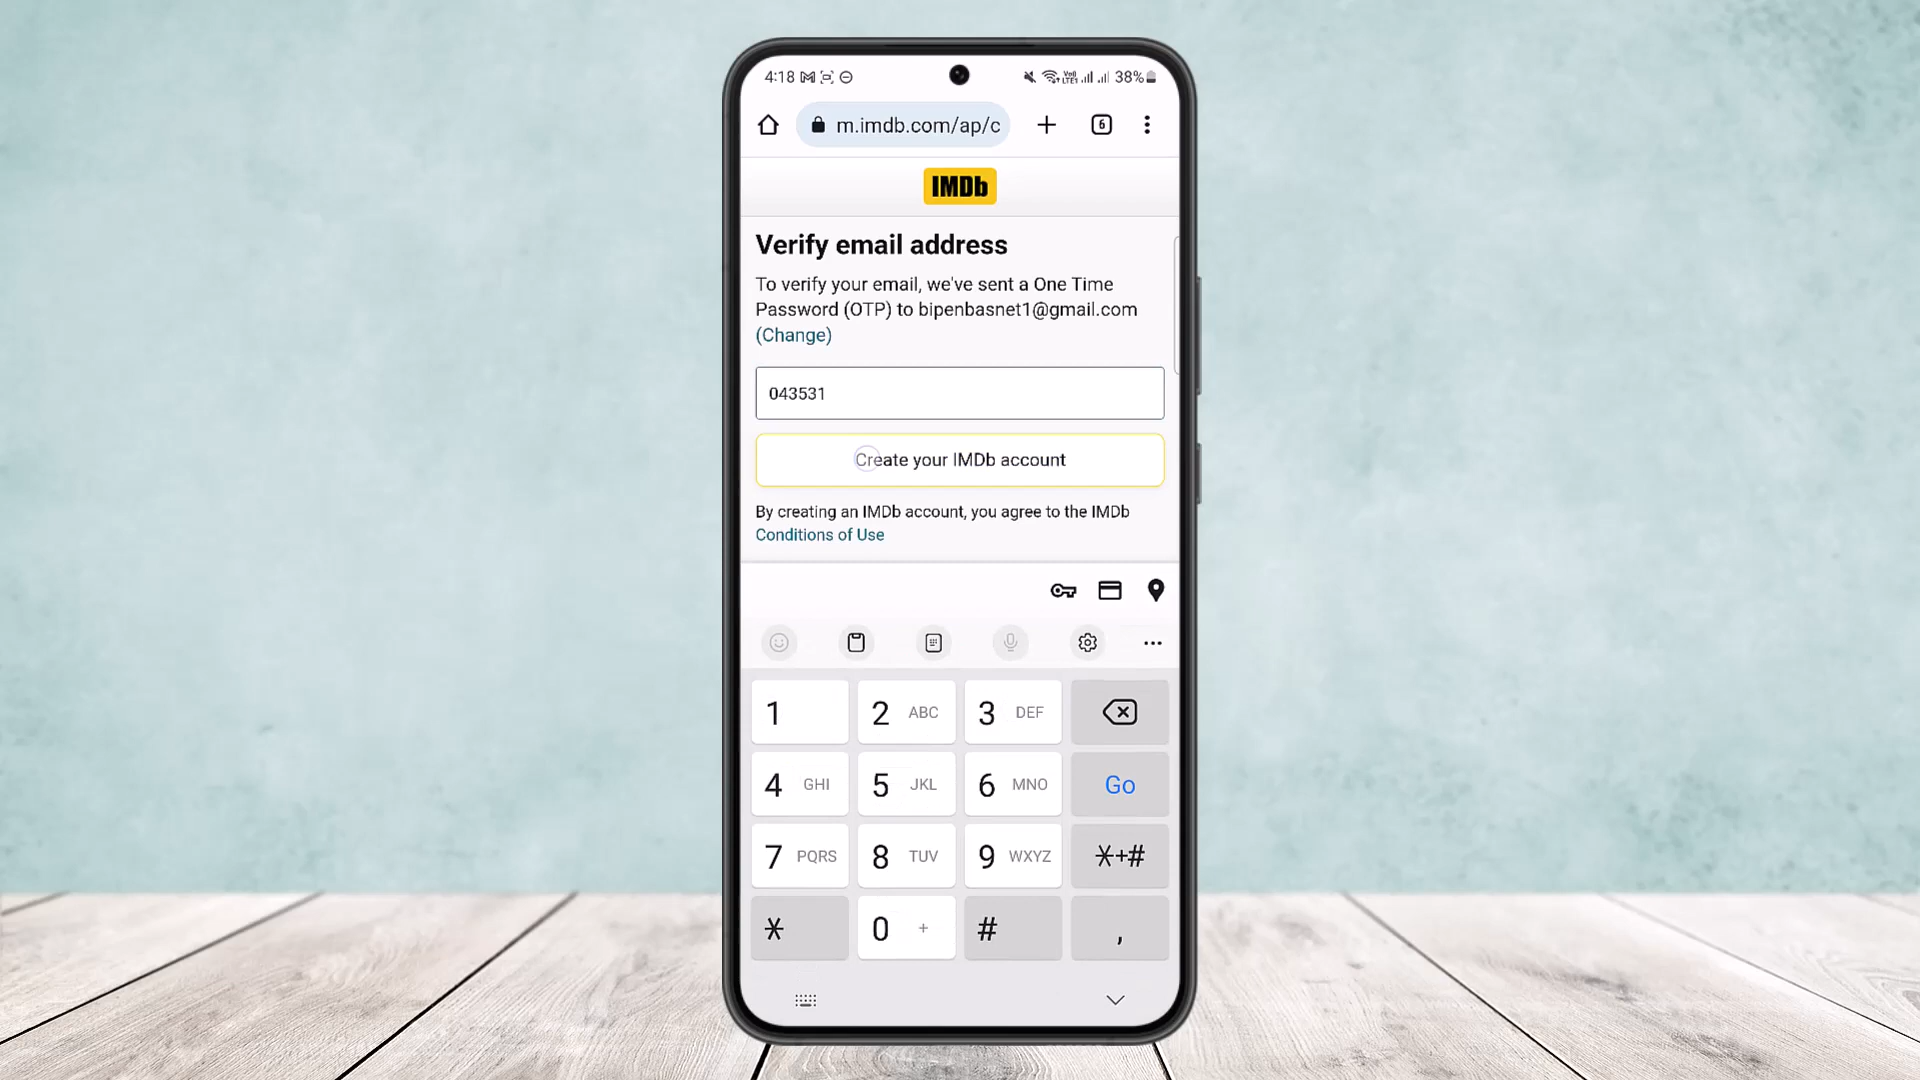 4:18
38%
m.imdb.com/ap/c
6
IMDb
Verify email address
To verify your email, we've sent a One Time
Password (OTP) to bipenbasnet1@gmail.com
(Change)
043531
Create your IMDb account
By creating an IMDb account, you agree to the IMDb
Conditions of Use
1
2 ABC
3 DEF
4 GHI
5 JKL
6 MNO
Go
7 PQRS
8 TUV
9 WXYZ
*+#
*
0 +
#
,